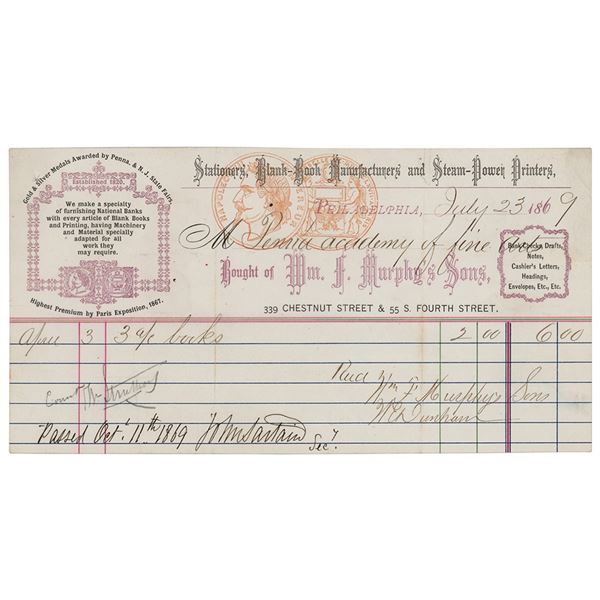 Stationers, Blank-Book Manufacturers and Steam-Power Printers,
Gold & Silver Medals Awarded by Penna. & N.J. State Fairs.
Established 1820.
We make a specialty
of furnishing National Banks
with every article of Blank Books
and Printing, having Machinery
and Material specially
adapted for all
work they
may require.
Highest Premium by Paris Exposition, 1867.
PHILADELPHIA, July 23 1869
M Penna academy of fine arts
Bought of Wm. F. Murphy's Sons,
339 CHESTNUT STREET & 55 S. FOURTH STREET.
Bank Checks, Drafts,
Notes,
Cashier's Letters,
Headings,
Envelopes, Etc., Etc.
April 3 3 a/c books 2 00 6 00
Recd Wm F Murphy's Sons
Passed Oct. 11th 1869 John Sartain
Secy